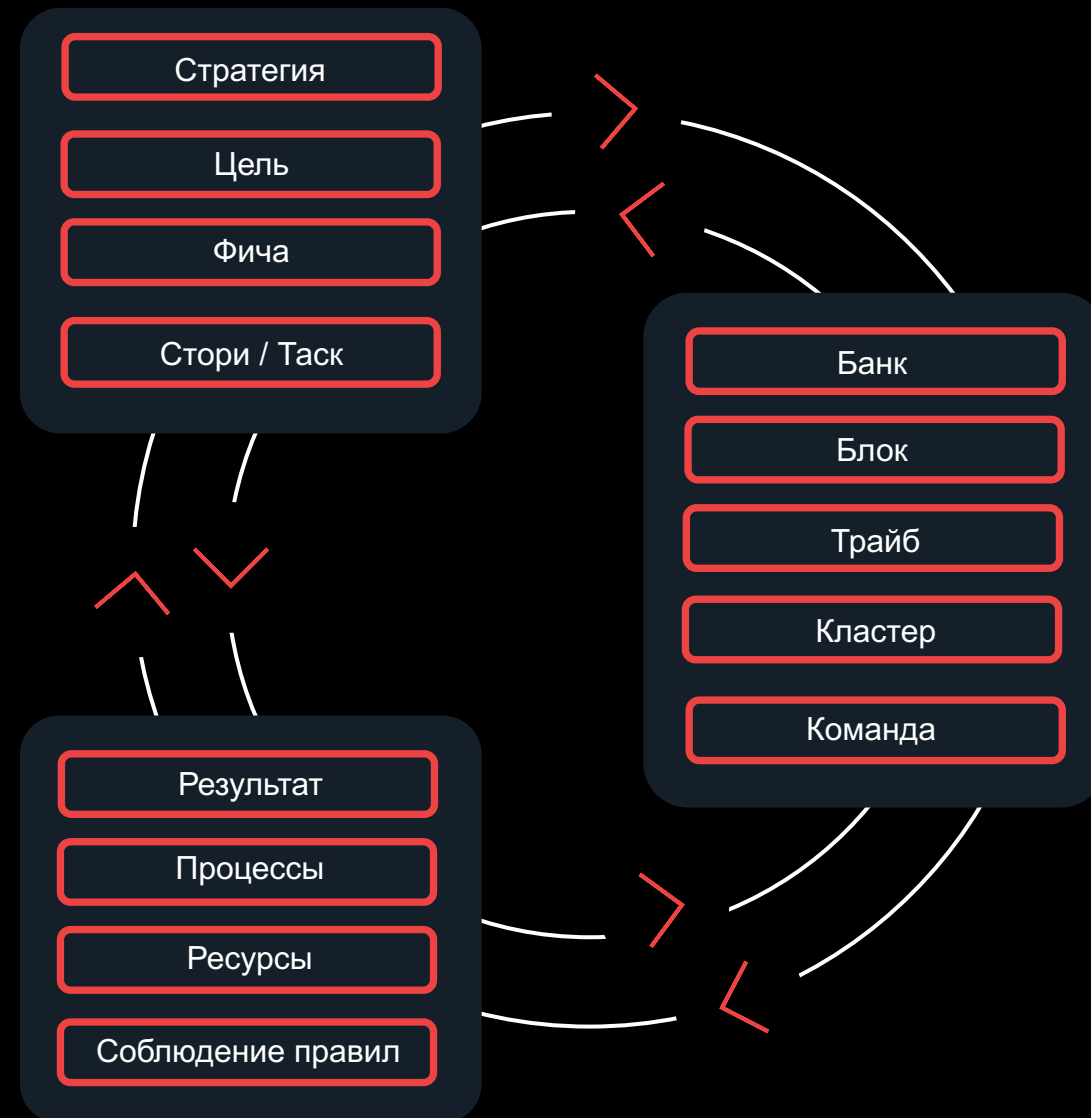 Стратегия
Цель
Фича
Стори / Таск
Банк
Блок
Трайб
Кластер
Команда
Результат
Процессы
Ресурсы
Соблюдение правил